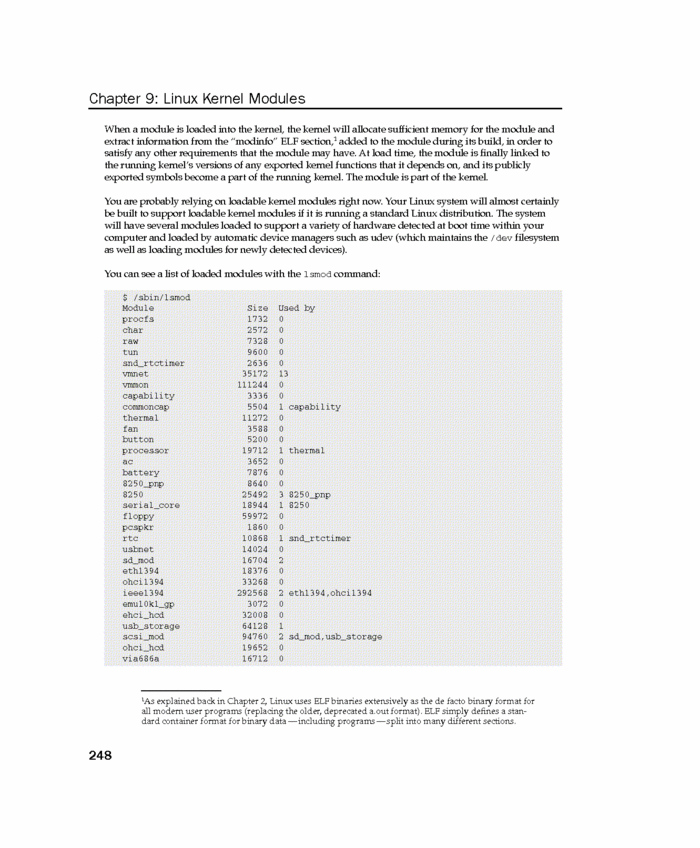 Chapter 9: Linux Kernel Modules
When a module is loaded into the kernel, the kernel will allocate sufficient memory for the module and
extract information from the “modinfo” ELF section,¹ added to the module during its build, in order to
satisfy any other requirements that the module may have. At load time, the module is finally linked to
the running kernel’s versions of any exported kernel functions that it depends on, and its publicly
exported symbols become a part of the running kernel. The module is part of the kernel.
You are probably relying on loadable kernel modules right now. Your Linux system will almost certainly
be built to support loadable kernel modules if it is running a standard Linux distribution. The system
will have several modules loaded to support a variety of hardware detected at boot time within your
computer and loaded by automatic device managers such as udev (which maintains the /dev filesystem
as well as loading modules for newly detected devices).
You can see a list of loaded modules with the lsmod command:
$ /sbin/lsmod
Module Size Used by
procfs 1732 0
char 2572 0
raw 7328 0
tun 9600 0
snd_rtctimer 2636 0
vmnet 35172 13
vmmon 111244 0
capability 3336 0
commoncap 5504 1 capability
thermal 11272 0
fan 3588 0
button 5200 0
processor 19712 1 thermal
ac 3652 0
battery 7876 0
8250_pnp 8640 0
8250 25492 3 8250_pnp
serial_core 18944 1 8250
floppy 59972 0
pcspkr 1860 0
rtc 10868 1 snd_rtctimer
usbnet 14024 0
sd_mod 16704 2
eth1394 18376 0
ohci1394 33268 0
ieee1394 292568 2 eth1394,ohci1394
emu10k1_gp 3072 0
ehci_hcd 32008 0
usb_storage 64128 1
scsi_mod 94760 2 sd_mod,usb_storage
ohci_hcd 19652 0
via686a 16712 0
¹As explained back in Chapter 2, Linux uses ELF binaries extensively as the de facto binary format for
all modern user programs (replacing the older, deprecated a.out format). ELF simply defines a stan-
dard container format for binary data — including programs — split into many different sections.
248